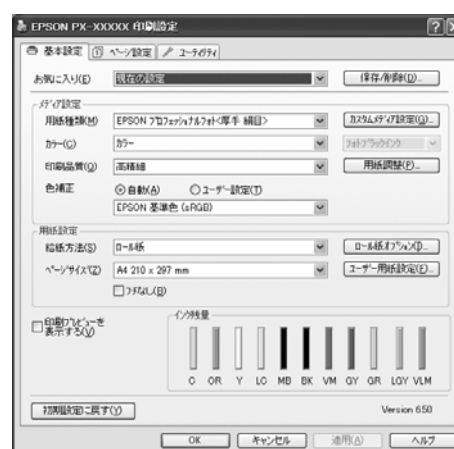 EPSON PX-XXXXX 印刷設定
基本設定 ページ設定 ユーティリティ
お気に入り(E) 現在の設定 保存/削除(D)...
メディア設定
用紙種類(M) EPSON プロフェッショナルフォト<厚手 絹目> カスタムメディア設定(G)...
カラー(C) カラー フォトブラックインク
印刷品質(Q) 高精細 用紙調整(P)...
色補正 自動(A) ユーザー設定(T)
EPSON 基準色 (sRGB)
用紙設定
給紙方法(S) ロール紙 ロール紙オプション(I)...
ページサイズ(Z) A4 210 x 297 mm ユーザー用紙設定(F)...
フチなし(B)
印刷プレビューを表示する(V)
インク残量
C OR Y LC MB BK VM GY GR LGY VLM
初期設定に戻す(Y) Version 6.50
OK キャンセル 適用(A) ヘルプ